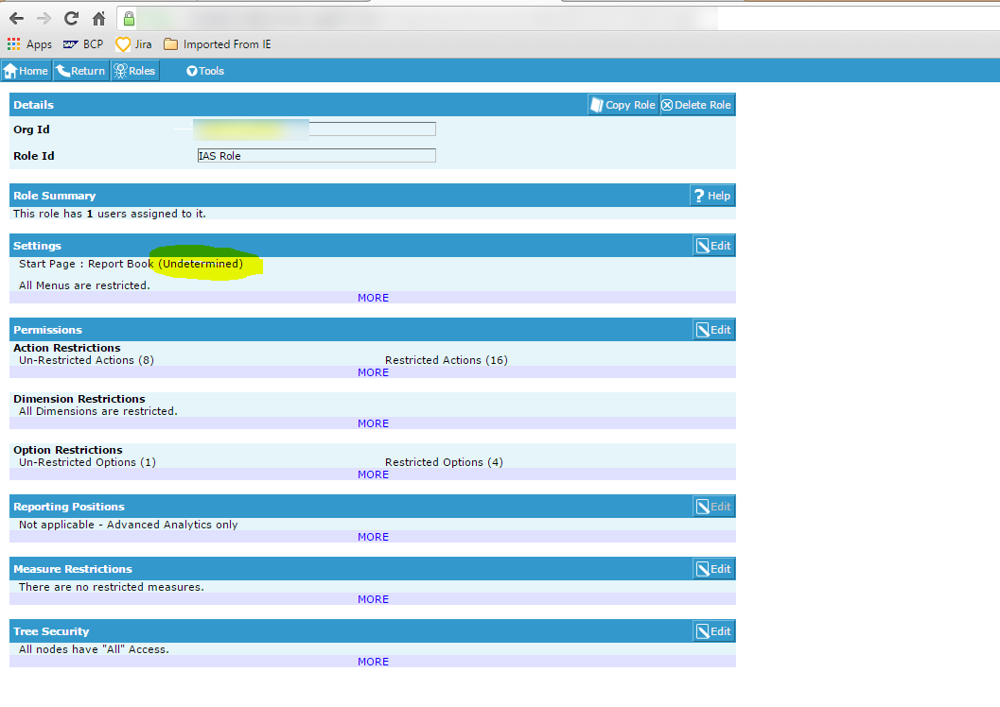 Apps SAP BCP Jira Imported From IE
Home Return Roles Tools
Details Copy Role Delete Role
Org Id
Role Id IAS Role
Role Summary ? Help
This role has 1 users assigned to it.
Settings Edit
Start Page : Report Book (Undetermined)
All Menus are restricted.
MORE
Permissions Edit
Action Restrictions
Un-Restricted Actions (8) Restricted Actions (16)
MORE
Dimension Restrictions
All Dimensions are restricted.
MORE
Option Restrictions
Un-Restricted Options (1) Restricted Options (4)
MORE
Reporting Positions Edit
Not applicable - Advanced Analytics only
MORE
Measure Restrictions Edit
There are no restricted measures.
MORE
Tree Security Edit
All nodes have "All" Access.
MORE